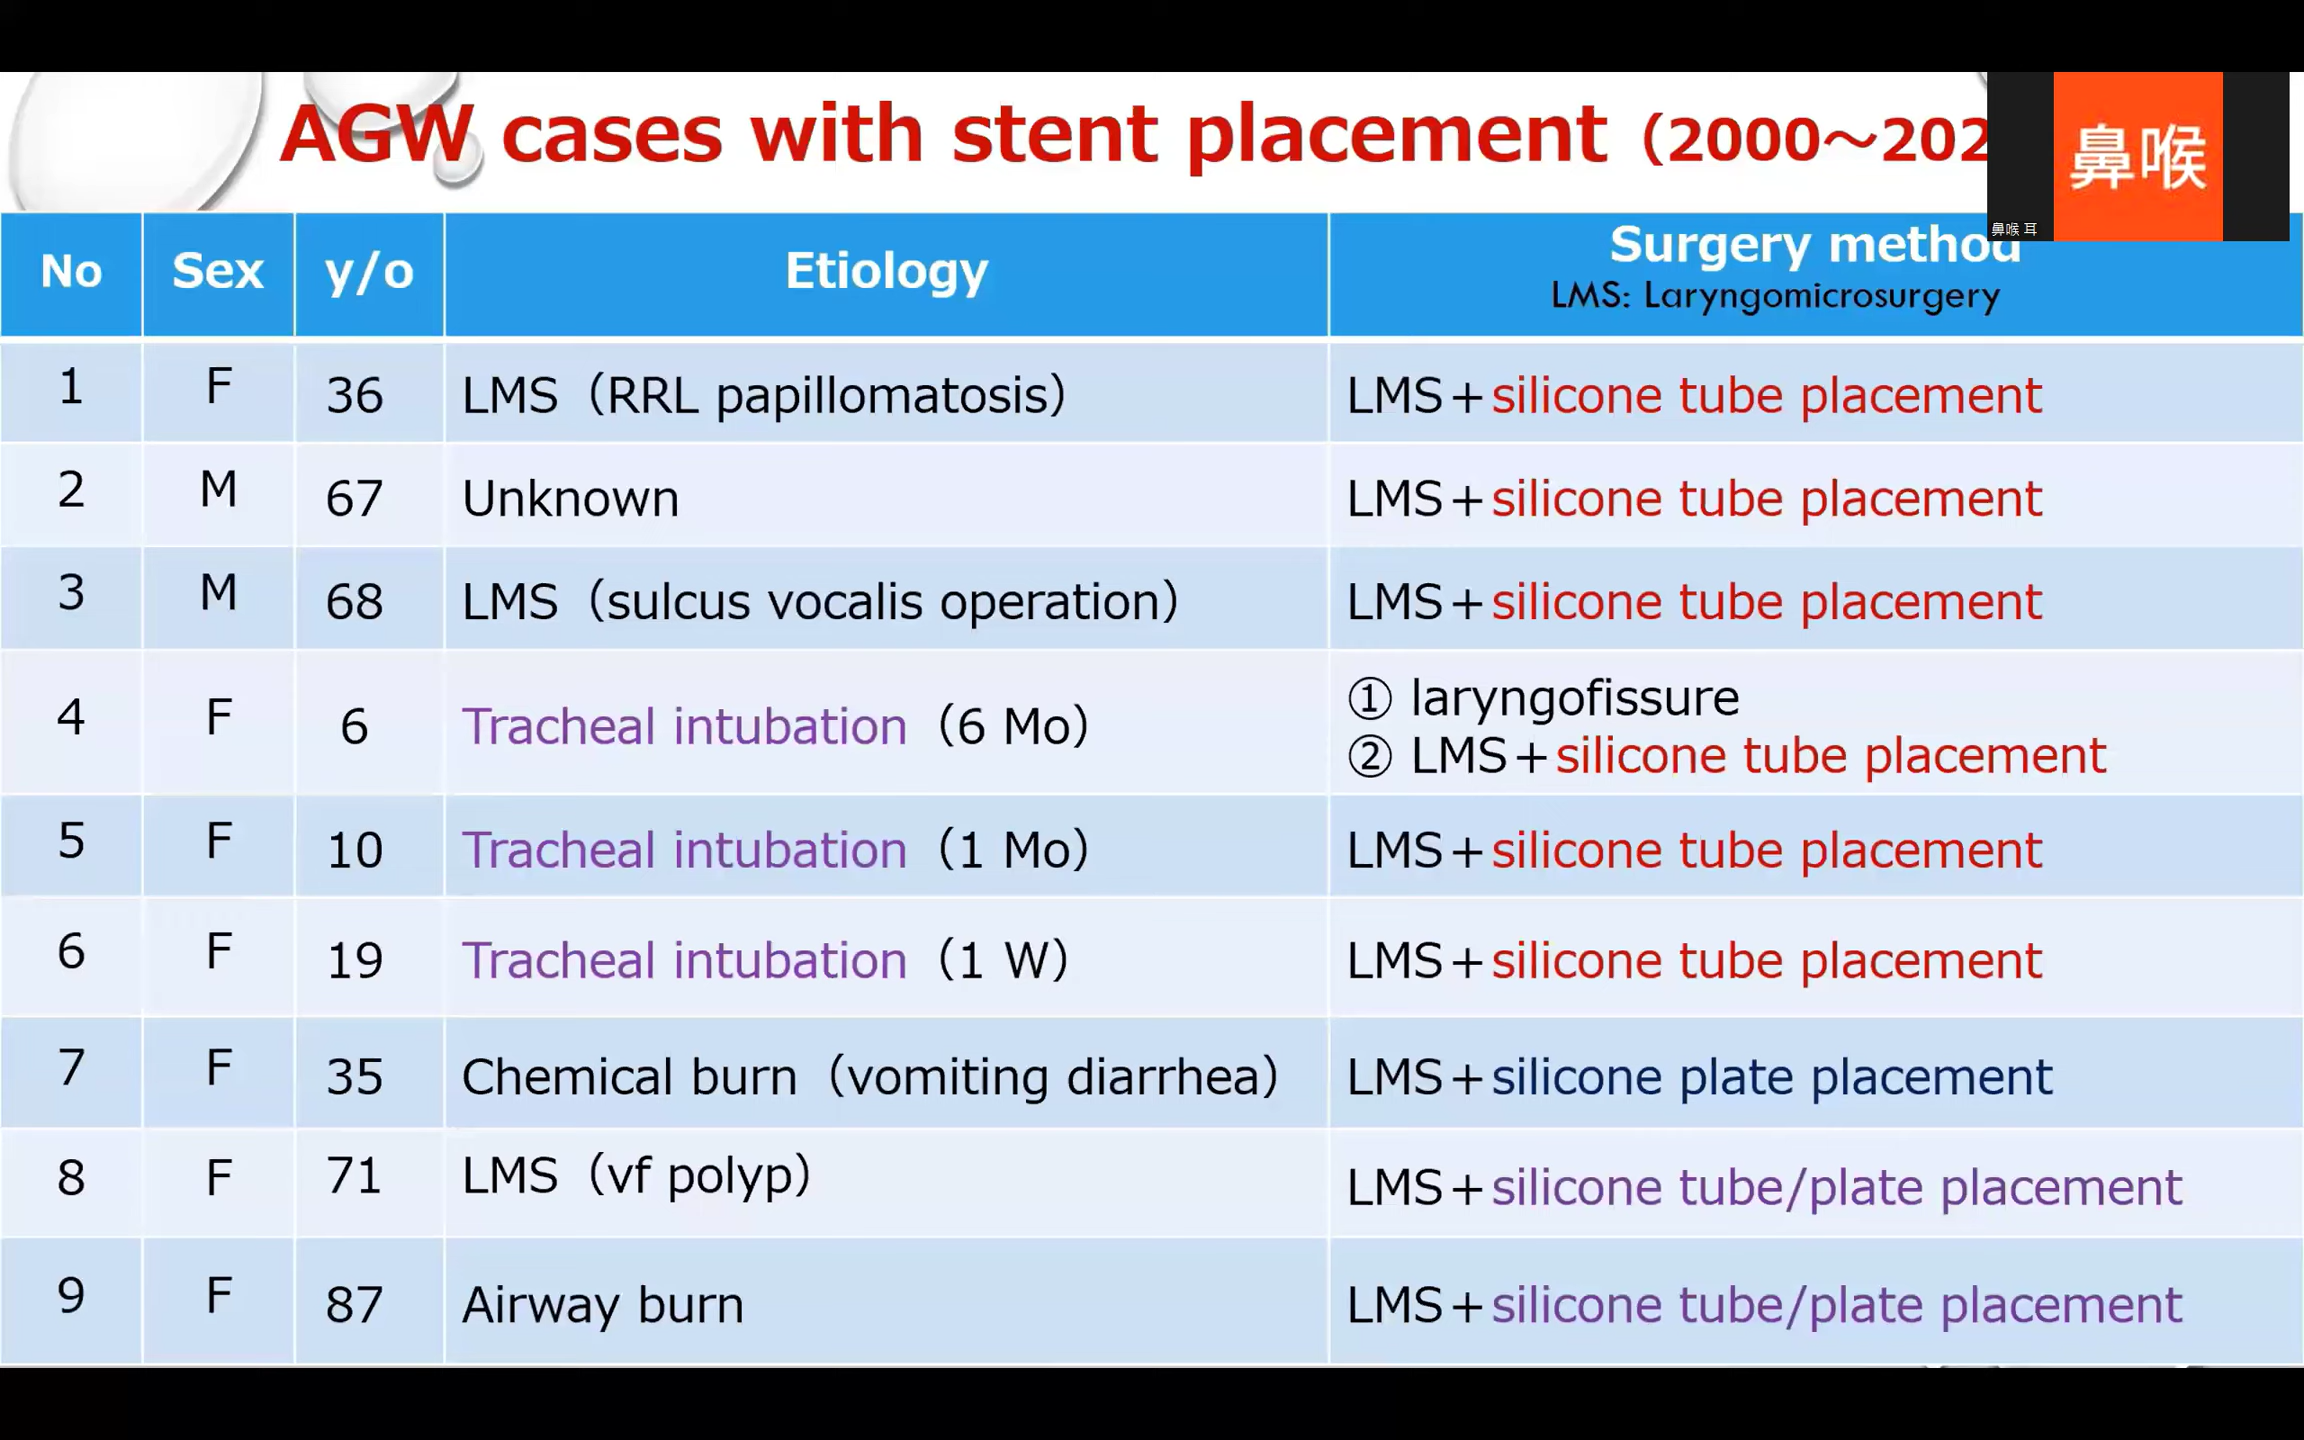 AGW cases with stent placement（2000～202
鼻喉
鼻喉 耳
No Sex y/o Etiology Surgery method
LMS: Laryngomicrosurgery
1 F 36 LMS（RRL papillomatosis） LMS+silicone tube placement
2 M 67 Unknown LMS+silicone tube placement
3 M 68 LMS（sulcus vocalis operation） LMS+silicone tube placement
4 F 6 Tracheal intubation（6 Mo） ① laryngofissure
② LMS+silicone tube placement
5 F 10 Tracheal intubation（1 Mo） LMS+silicone tube placement
6 F 19 Tracheal intubation（1 W） LMS+silicone tube placement
7 F 35 Chemical burn（vomiting diarrhea） LMS+silicone plate placement
8 F 71 LMS（vf polyp） LMS+silicone tube/plate placement
9 F 87 Airway burn LMS+silicone tube/plate placement